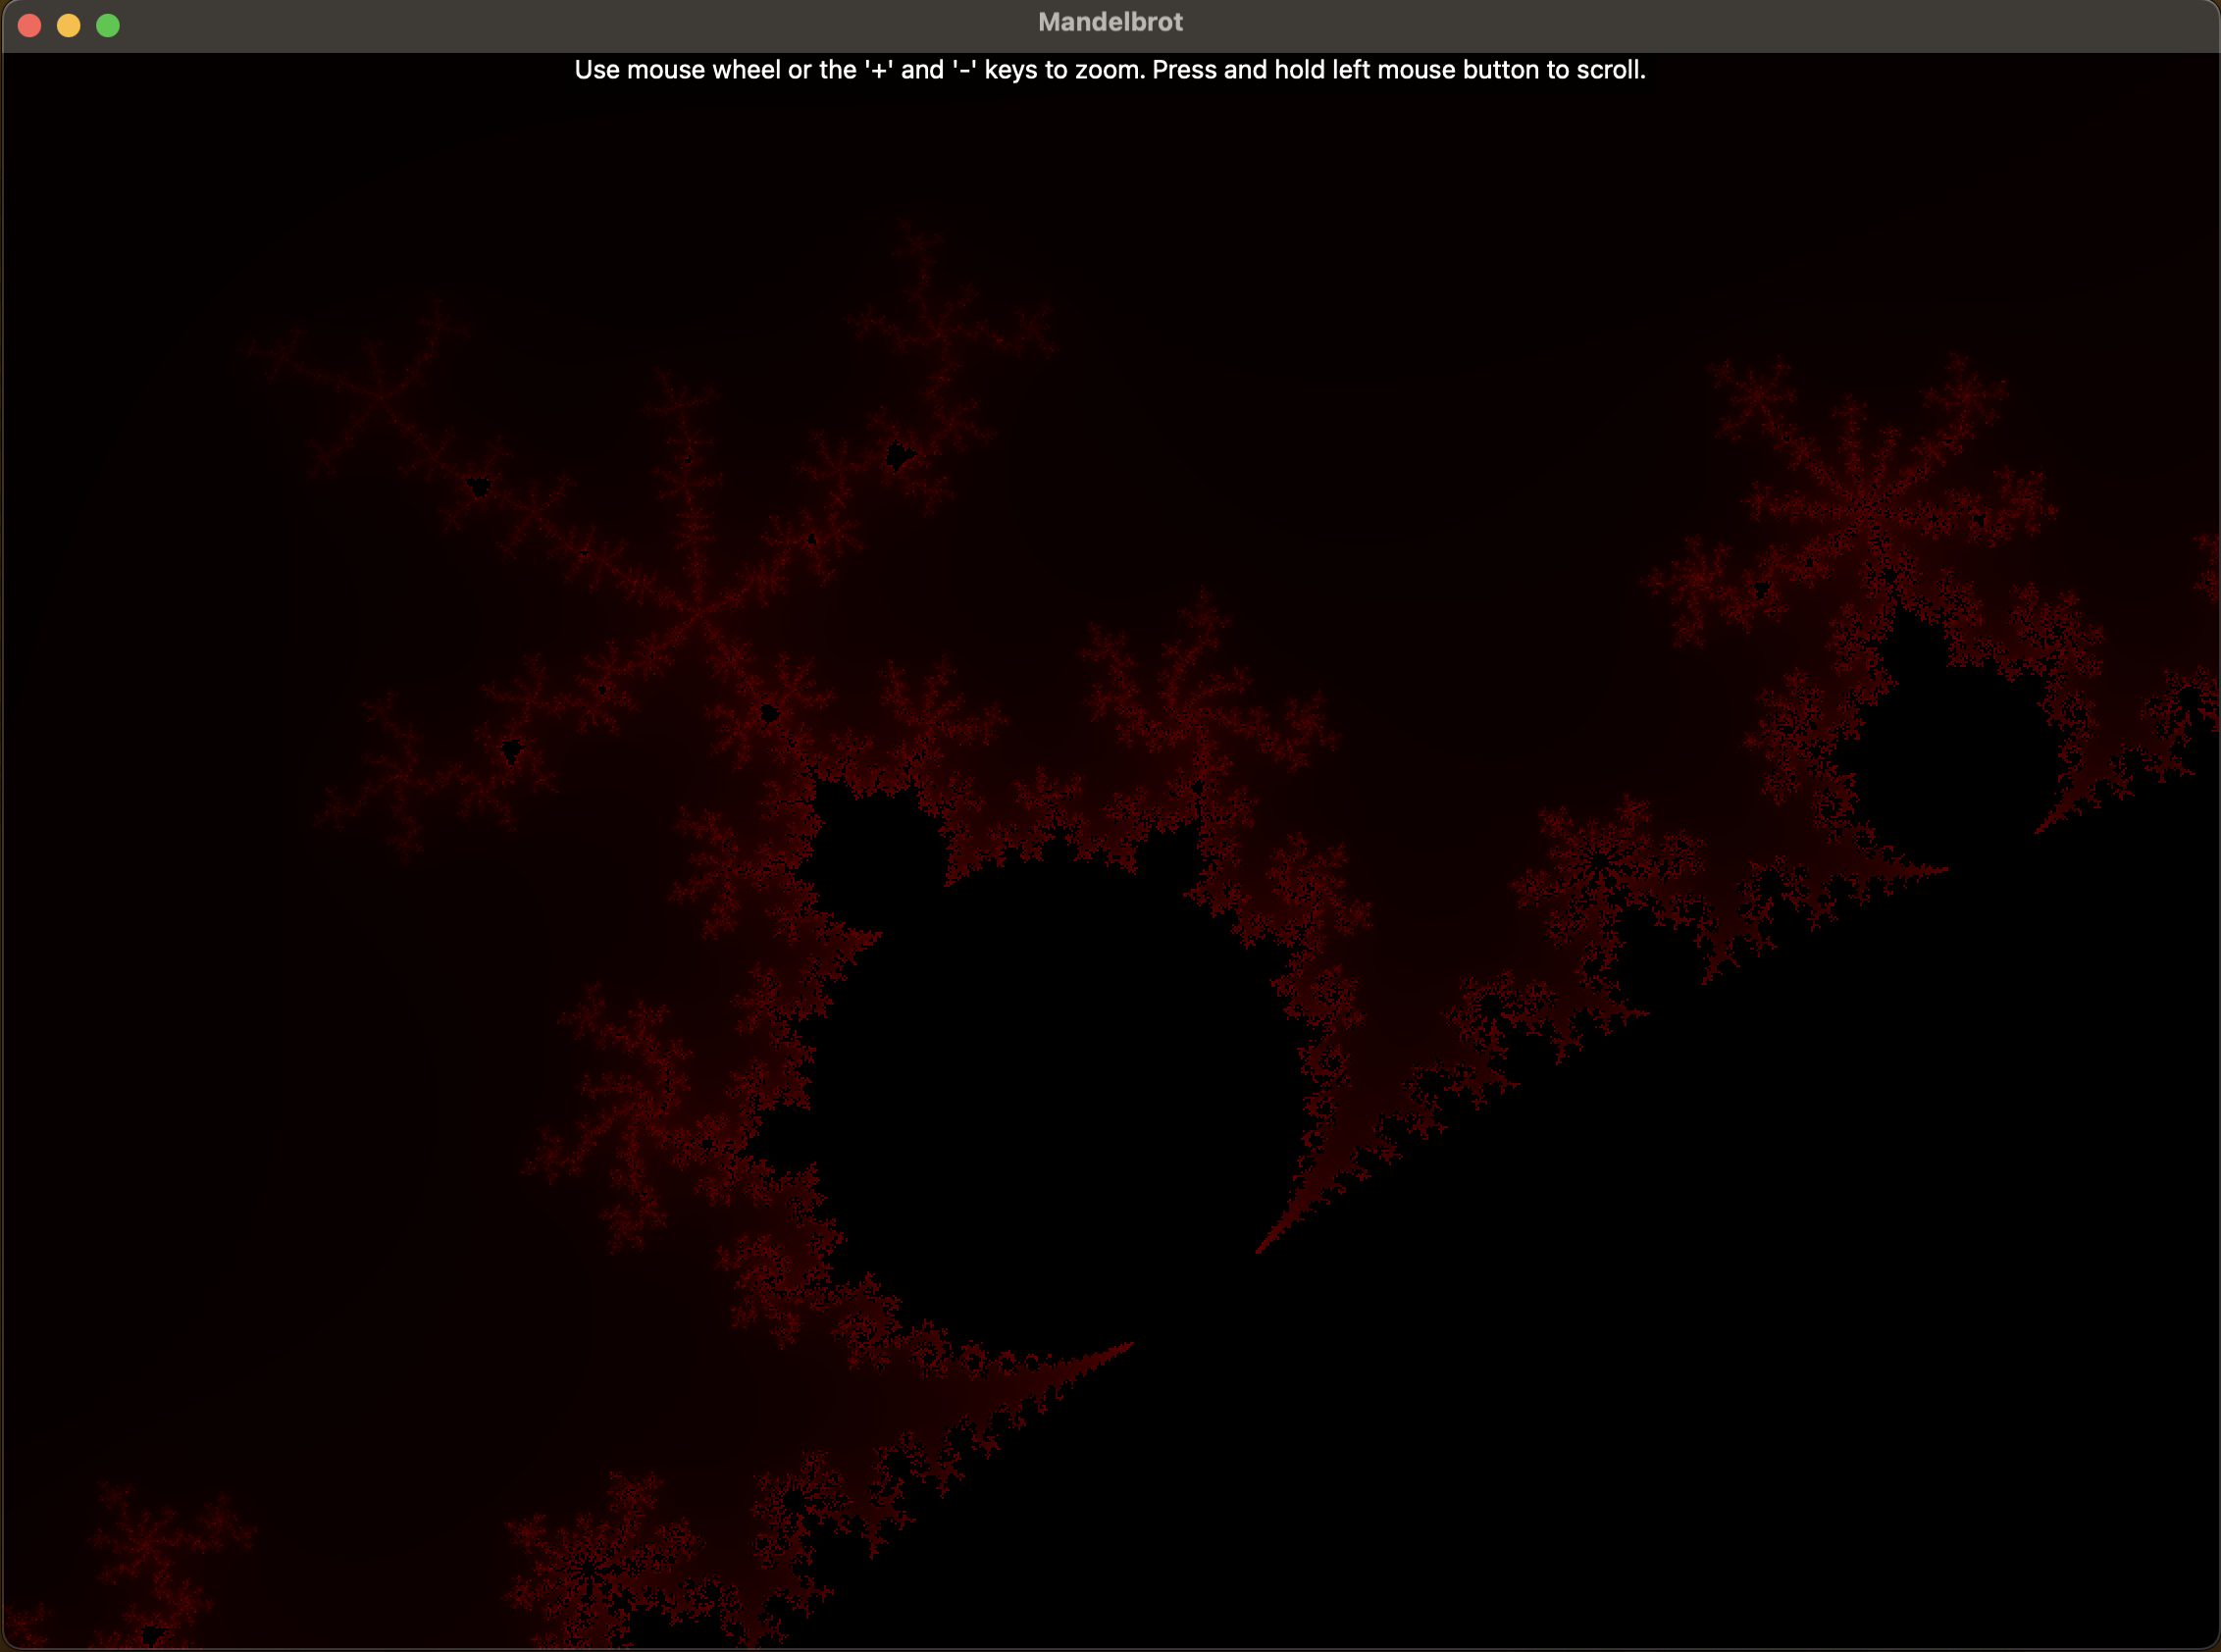 Mandelbrot
Use mouse wheel or the '+' and '-' keys to zoom. Press and hold left mouse button to scroll.